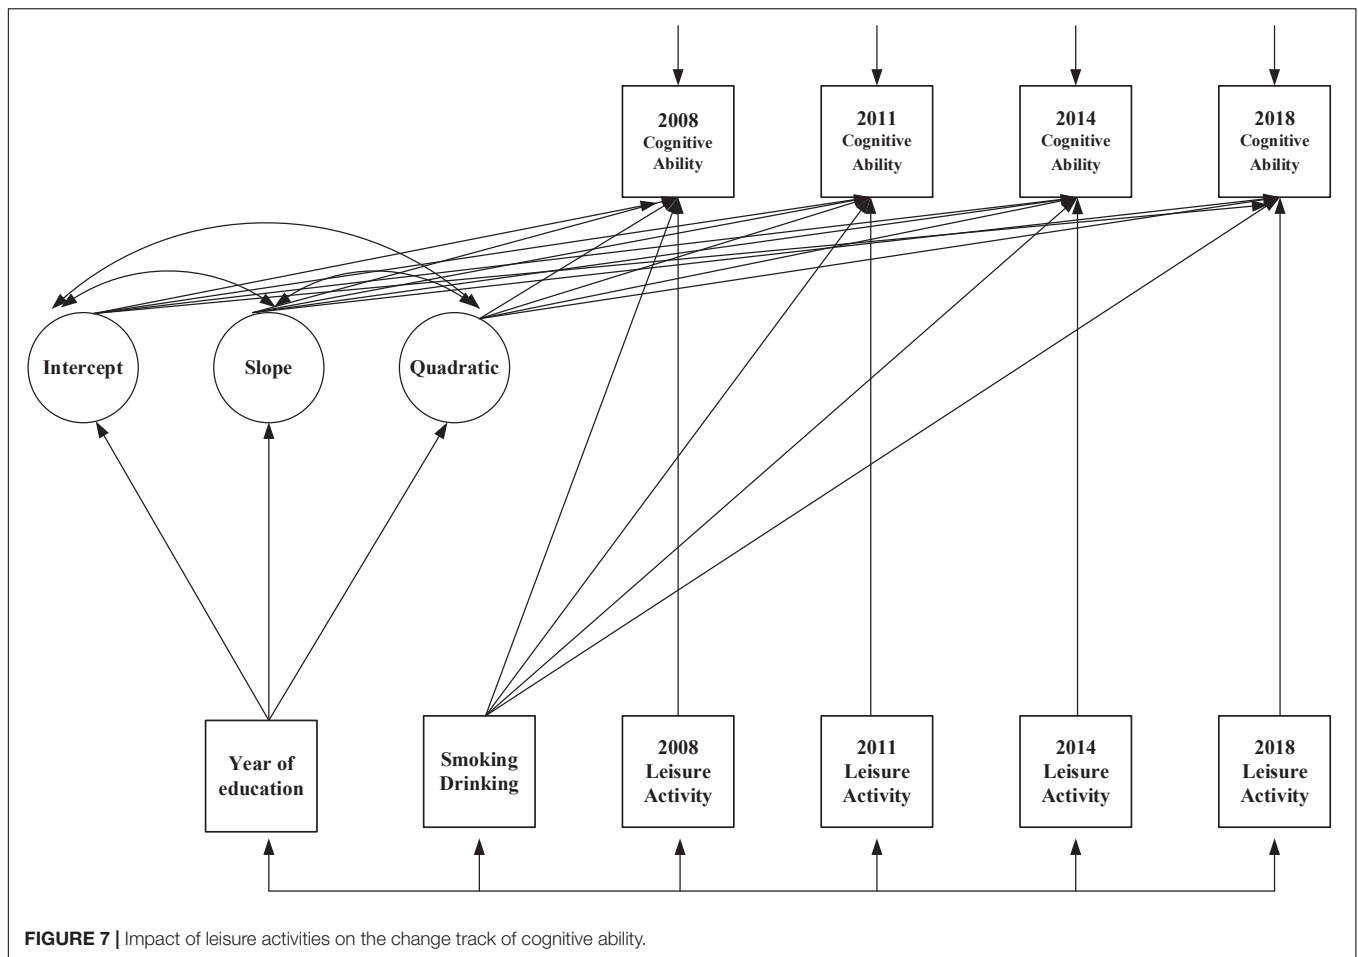 2008
Cognitive
Ability
2011
Cognitive
Ability
2014
Cognitive
Ability
2018
Cognitive
Ability
Intercept
Slope
Quadratic
Year of
education
Smoking
Drinking
2008
Leisure
Activity
2011
Leisure
Activity
2014
Leisure
Activity
2018
Leisure
Activity
FIGURE 7 | Impact of leisure activities on the change track of cognitive ability.